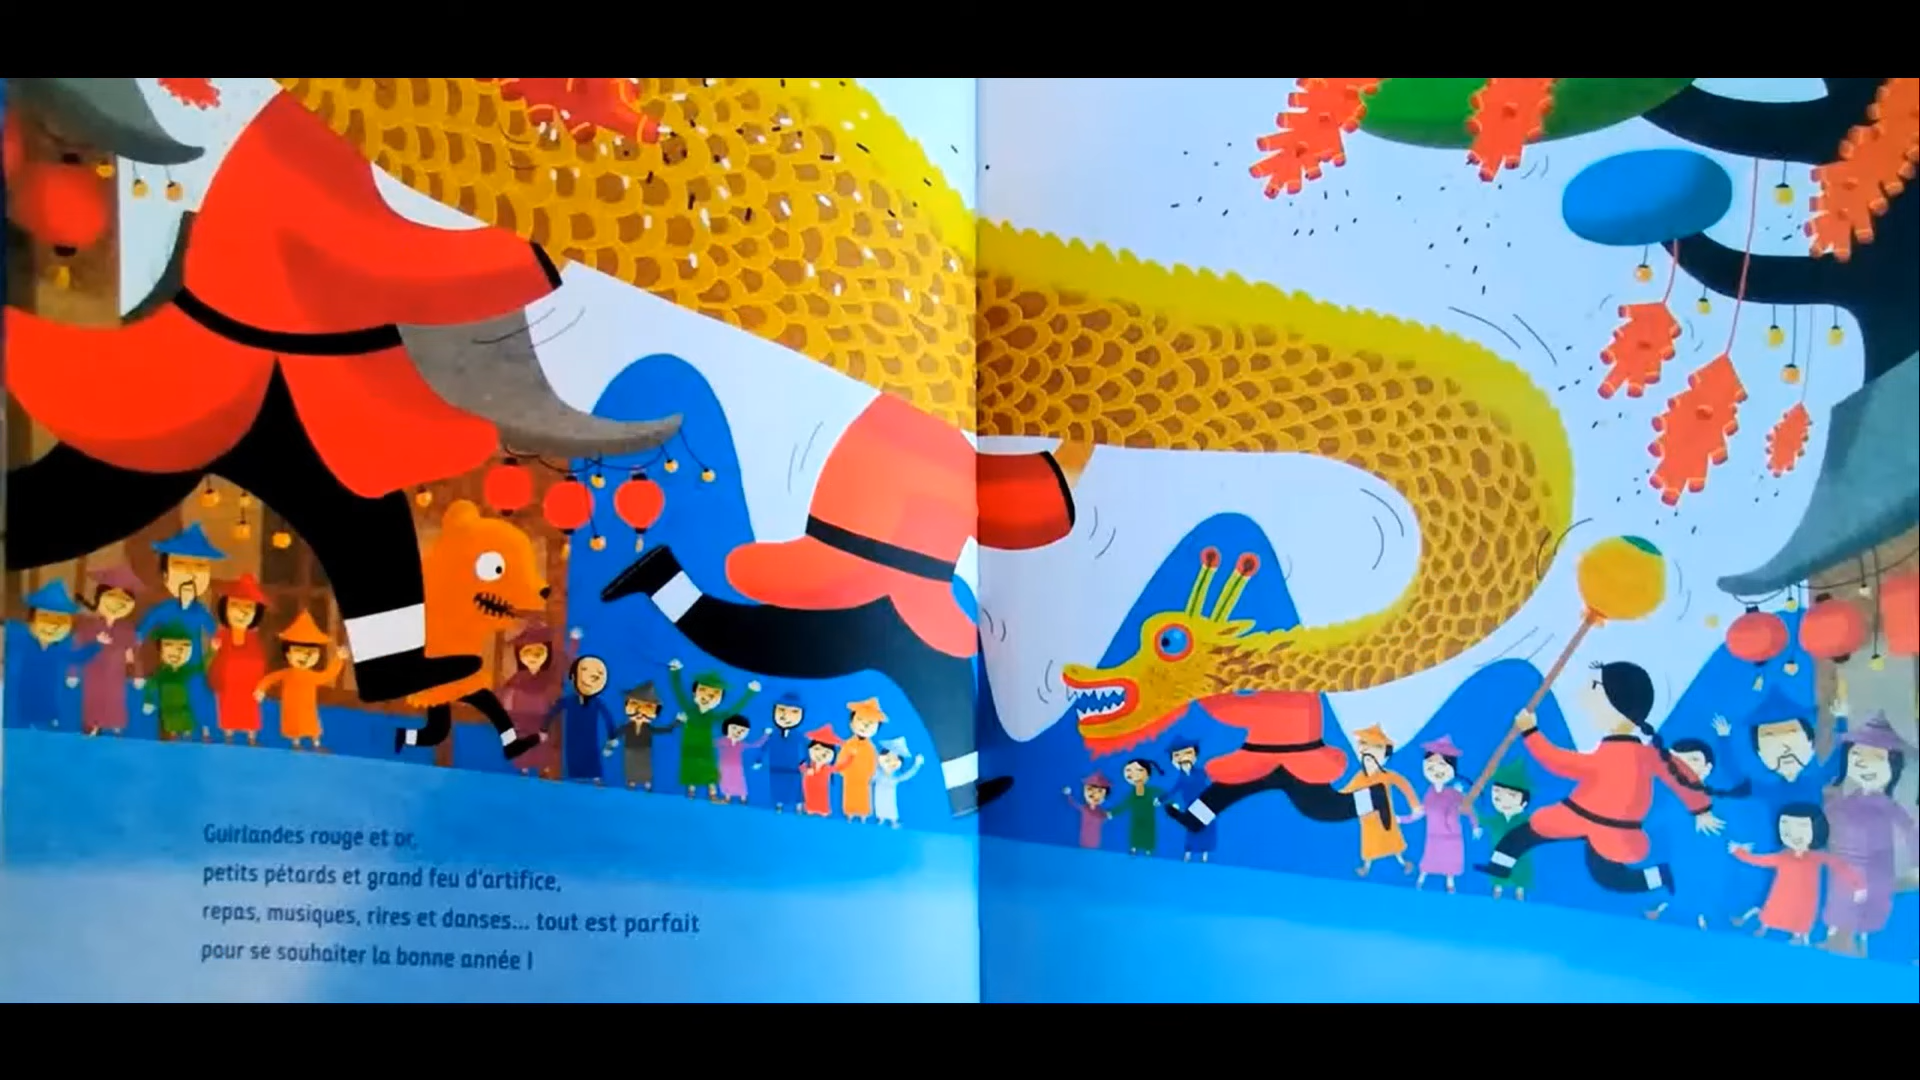 Guirlandes rouge et or,
petits pétards et grand feu d'artifice,
repas, musiques, rires et danses... tout est parfait
pour se souhaiter la bonne année !